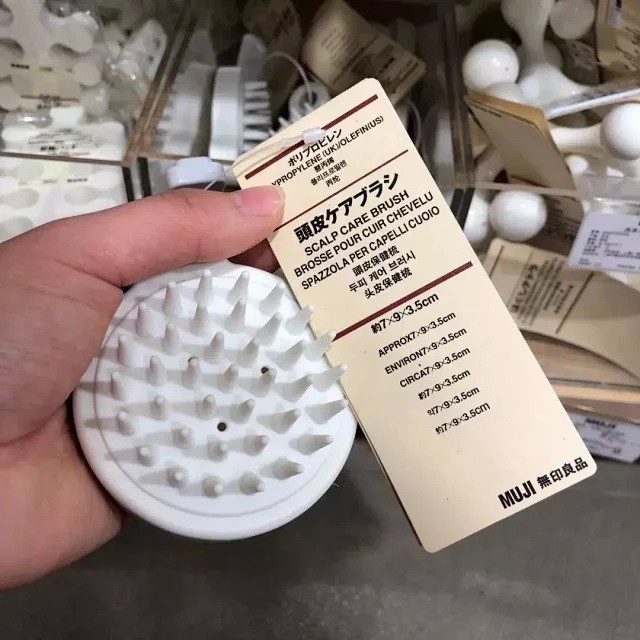 ポリプロピレン
YPROPYLENE(UK)/OLEFIN(US)
聚丙烯
폴리프로필렌
丙纶
頭皮ケアブラシ
SCALP CARE BRUSH
BROSSE POUR CUIR CHEVELU
SPAZZOLA PER CAPELLI CUOIO
頭皮保健梳
두피 케어 브러시
头皮保健梳
約7×9×3.5cm
APPROX7×9×3.5cm
ENVIRON7×9×3.5cm
CIRCA7×9×3.5cm
約7×9×3.5cm
약7×9×3.5cm
约7×9×3.5cm
MUJI 無印良品
MUJI